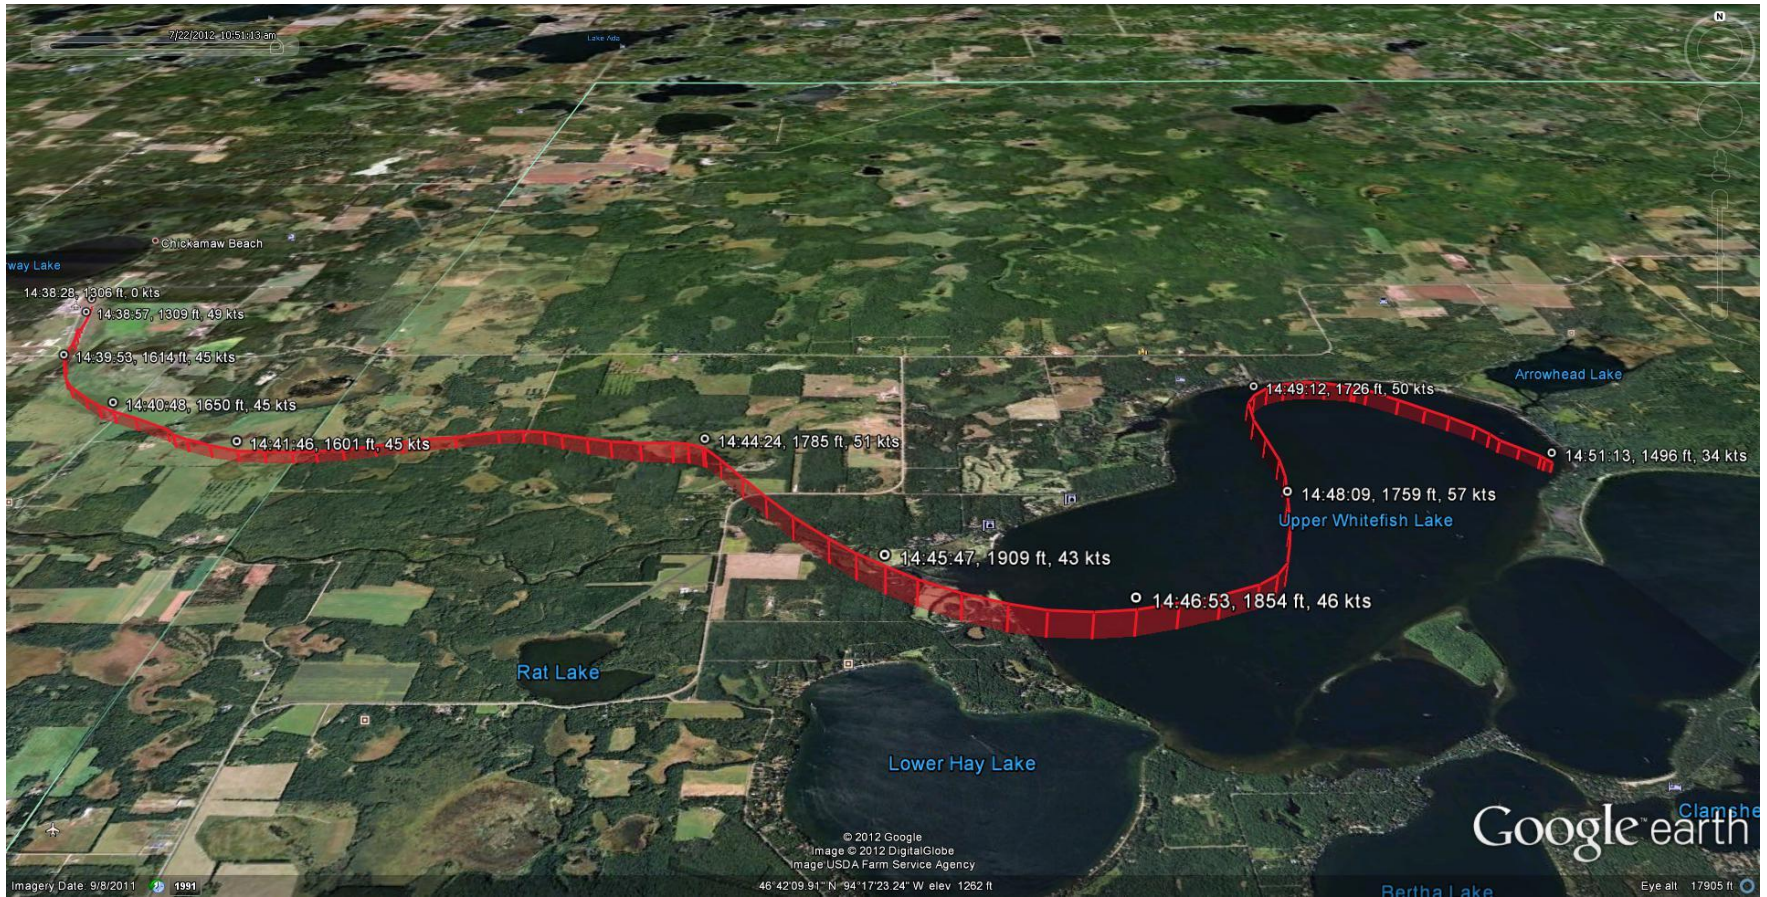 7/22/2012 10:51:13 am
N
Lake Ada
Chickamaw Beach
rway Lake
14:38:28, 1306 ft, 0 kts
14:38:57, 1309 ft, 49 kts
14:39:53, 1614 ft, 45 kts
Arrowhead Lake
14:49:12, 1726 ft, 50 kts
14:40:48, 1650 ft, 45 kts
14:41:46, 1601 ft, 45 kts
14:44:24, 1785 ft, 51 kts
14:51:13, 1496 ft, 34 kts
14:48:09, 1759 ft, 57 kts
Upper Whitefish Lake
14:45:47, 1909 ft, 43 kts
14:46:53, 1854 ft, 46 kts
Rat Lake
Lower Hay Lake
Clamshe
Google earth
© 2012 Google
Image © 2012 DigitalGlobe
Image USDA Farm Service Agency
Imagery Date: 9/8/2011 1991 46°42'09.91" N 94°17'23.24" W elev 1262 ft Eye alt 17905 ft
Bertha Lake